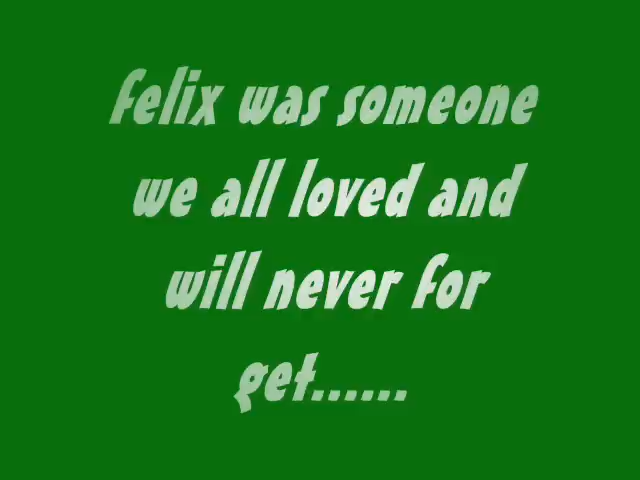 Felix was someone
we all loved and
will never for
get......